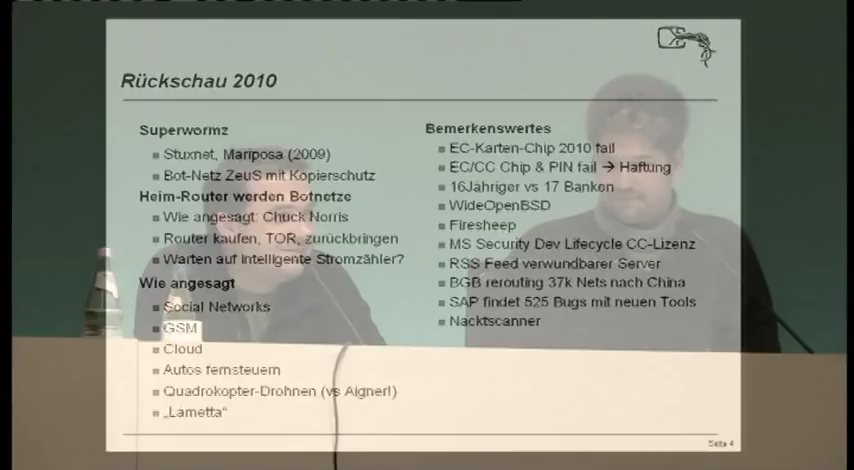 Rückschau 2010
Superwormz
Stuxnet, Mariposa (2009)
Bot-Netz ZeuS mit Kopierschutz
Heim-Router werden Botnetze
Wie angesagt: Chuck Norris
Router kaufen, TOR, zurückbringen
Warten auf intelligente Stromzähler?
Wie angesagt
Social Networks
GSM
Cloud
Autos fernsteuern
Quadrokopter-Drohnen (vs Aigner!)
„Lametta“
Bemerkenswertes
EC-Karten-Chip 2010 fail
EC/CC Chip & PIN fail → Haftung
16Jähriger vs 17 Banken
WideOpenBSD
Firesheep
MS Security Dev Lifecycle CC-Lizenz
RSS Feed verwundbarer Server
BGB rerouting 37k Nets nach China
SAP findet 525 Bugs mit neuen Tools
Nacktscanner
Seite 4